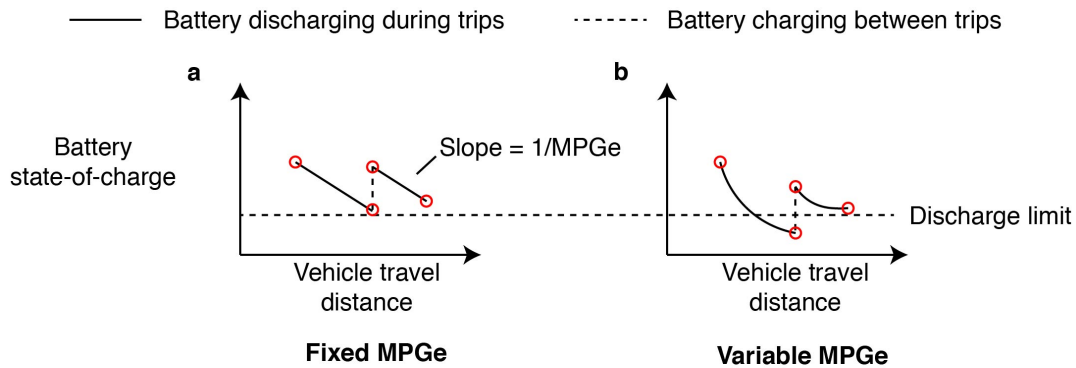 Battery discharging during trips
Battery charging between trips
a
b
Battery
state-of-charge
Slope = 1/MPGe
Discharge limit
Vehicle travel
distance
Vehicle travel
distance
Fixed MPGe
Variable MPGe